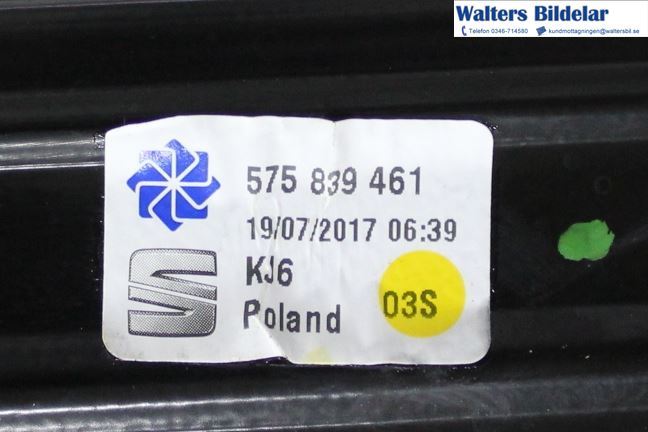 Walters Bildelar
Telefon 0346-714580 kundmottagningen@waltersbil.se
575 839 461
19/07/2017 06:39
KJ6
Poland 03S